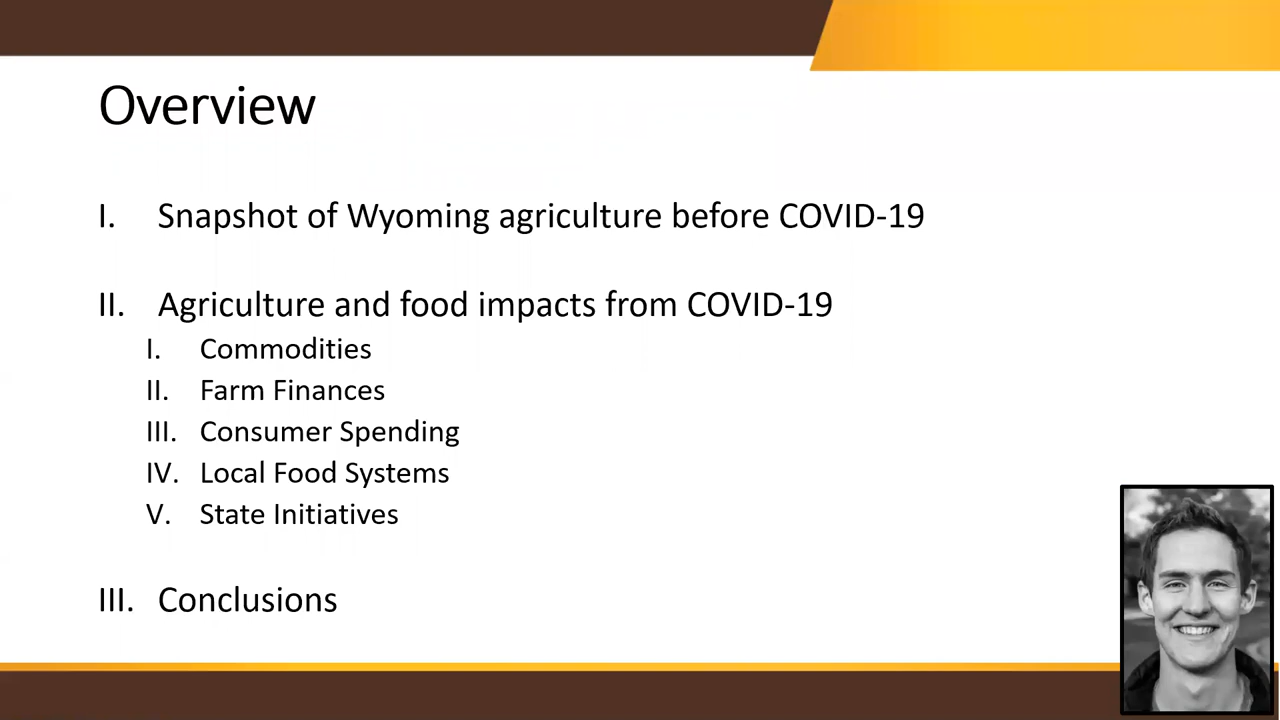 Overview
I. Snapshot of Wyoming agriculture before COVID-19
II. Agriculture and food impacts from COVID-19
I. Commodities
II. Farm Finances
III. Consumer Spending
IV. Local Food Systems
V. State Initiatives
III. Conclusions